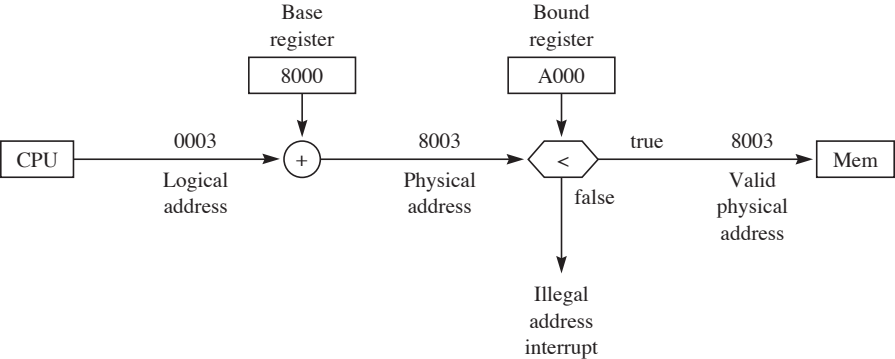 Base
register
8000
Bound
register
A000
CPU
0003
Logical
address
+
8003
Physical
address
<
true
false
8003
Valid
physical
address
Mem
Illegal
address
interrupt